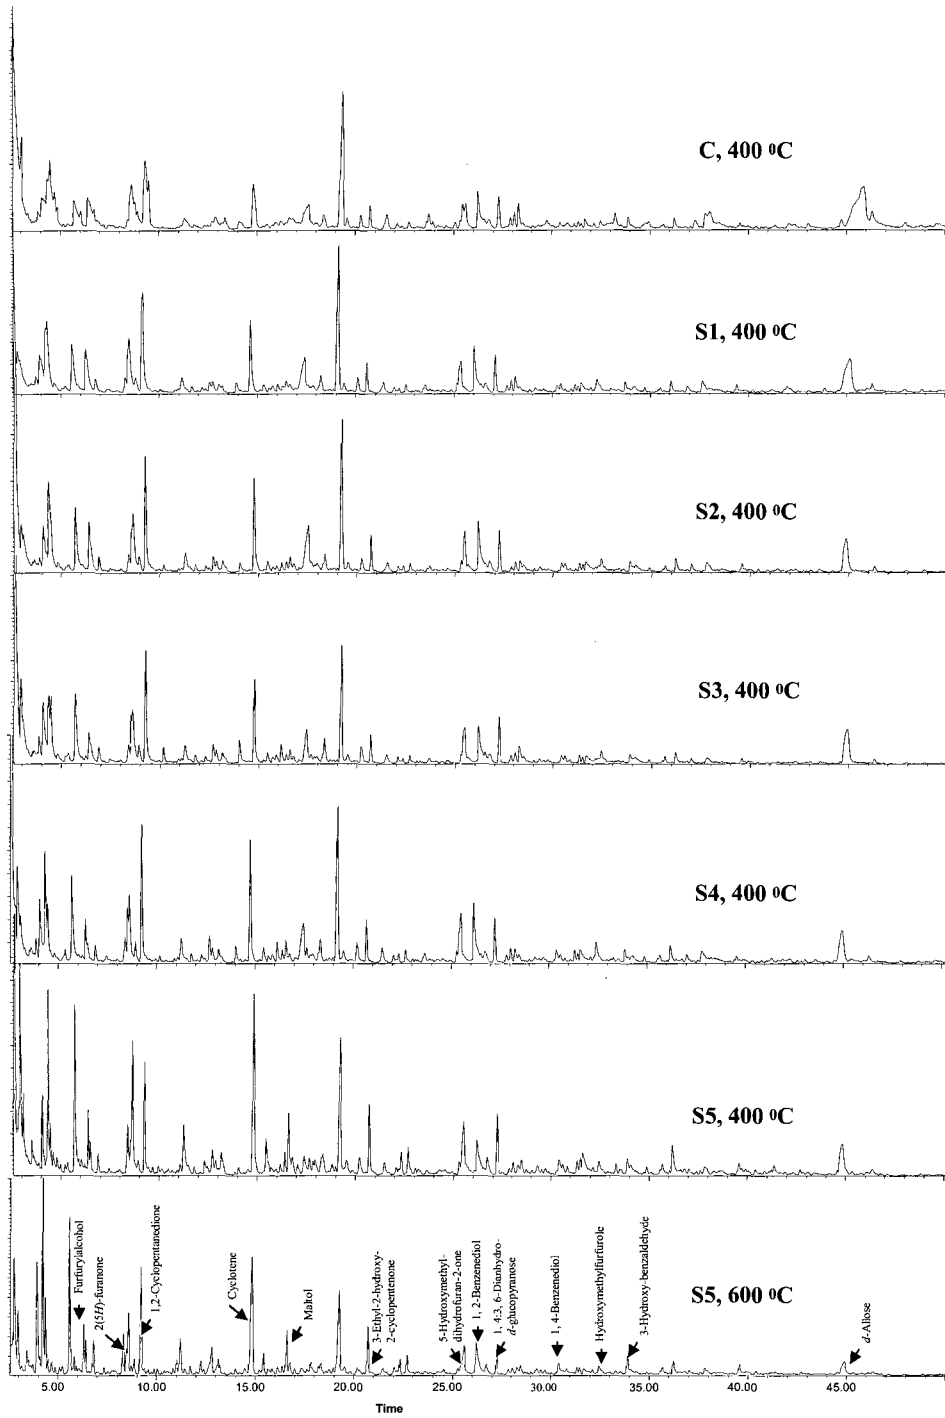 C, 400 ⁰C
S1, 400 ⁰C
S2, 400 ⁰C
S3, 400 ⁰C
S4, 400 ⁰C
S5, 400 ⁰C
S5, 600 ⁰C
Furfurylalcohol
2(5H)-furanone
1,2-Cyclopentanedione
Cyclotene
Maltol
3-Ethyl-2-hydroxy-
2-cyclopentenone
5-Hydroxymethyl-
dihydrofuran-2-one
1, 2-Benzenediol
1, 4:3, 6-Dianhydro-
d-glucopyranose
1, 4-Benzenediol
Hydroxymethylfurfurole
3-Hydroxy-benzaldehyde
d-Allose
5.00 10.00 15.00 20.00 25.00 30.00 35.00 40.00 45.00
Time